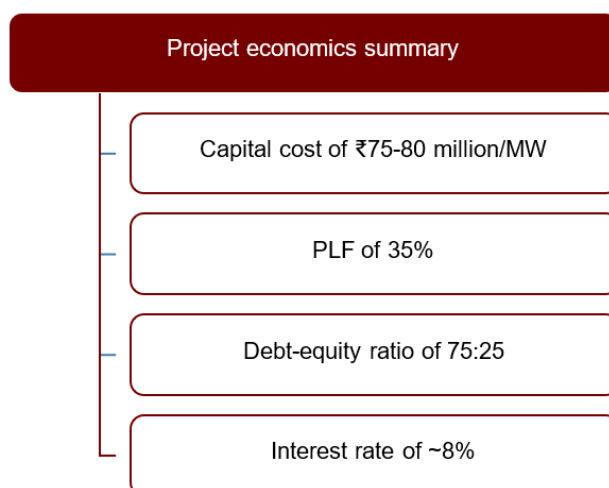 Project economics summary
Capital cost of ₹75-80 million/MW
PLF of 35%
Debt-equity ratio of 75:25
Interest rate of ~8%